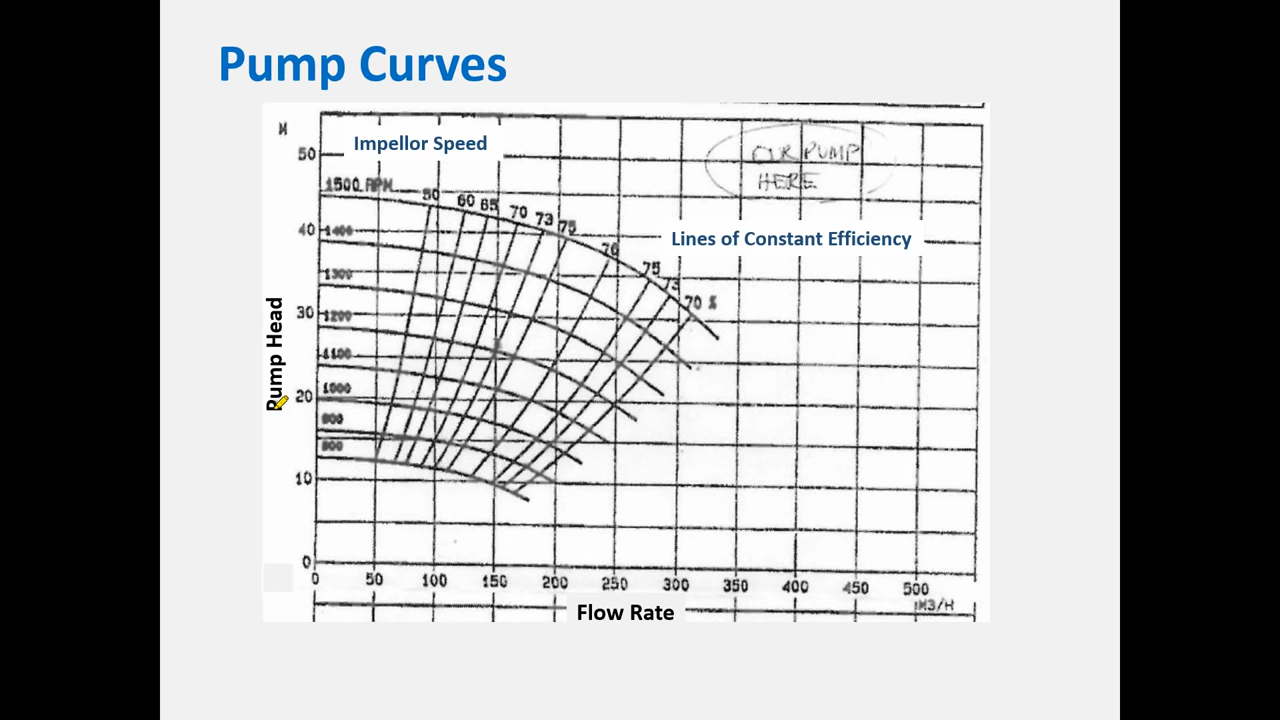 Pump Curves
M
Impellor Speed
OUR PUMP
HERE
50
1500 RPM
50 60 65 70 73 75 76 75 73 70 %
Lines of Constant Efficiency
40
1400
1300
30
1200
1100
20
1000
900
800
10
0
Pump Head
0 50 100 150 200 250 300 350 400 450 500
M3/H
Flow Rate